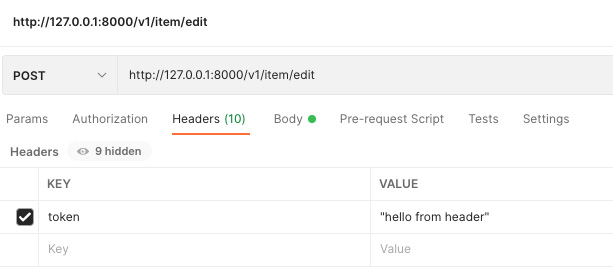 http://127.0.0.1:8000/v1/item/edit
POST http://127.0.0.1:8000/v1/item/edit
Params Authorization Headers (10) Body Pre-request Script Tests Settings
Headers 9 hidden
KEY VALUE
token "hello from header"
Key Value